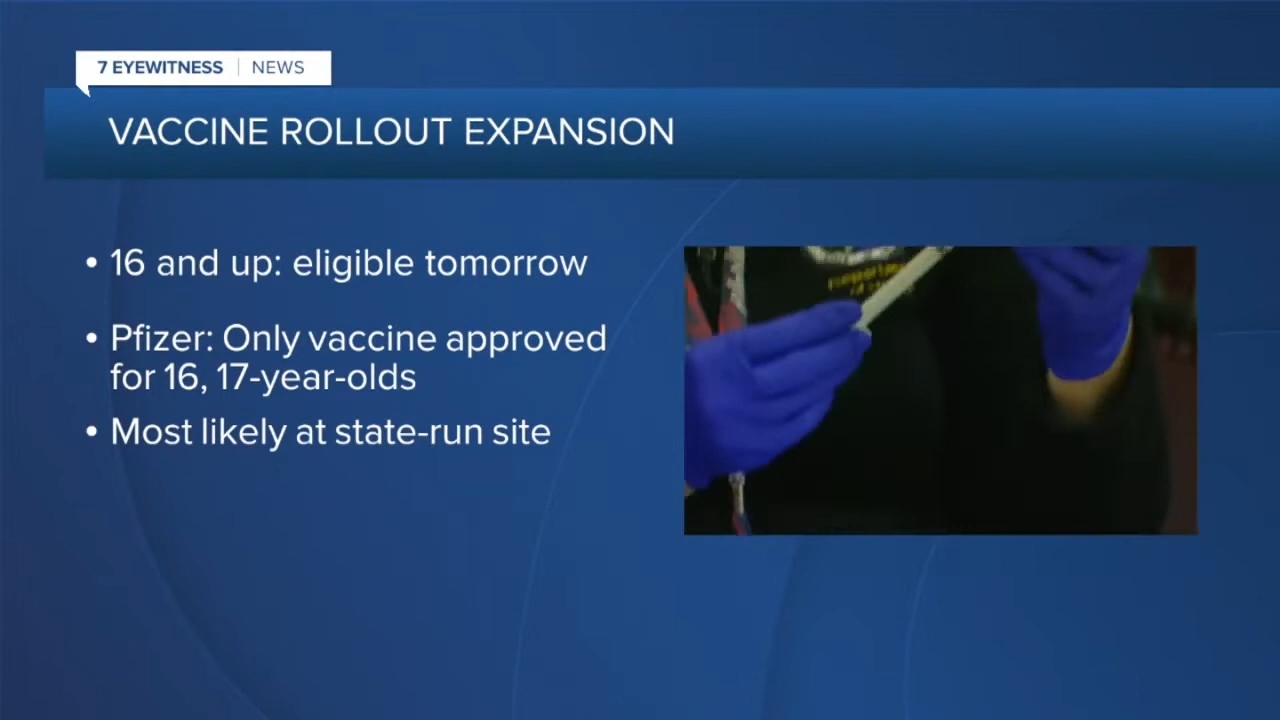 7 EYEWITNESS | NEWS
VACCINE ROLLOUT EXPANSION
• 16 and up: eligible tomorrow
• Pfizer: Only vaccine approved
for 16, 17-year-olds
• Most likely at state-run site